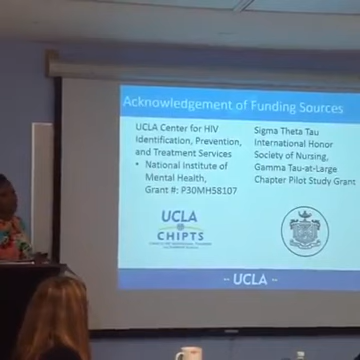 Acknowledgement of Funding Sources
UCLA Center for HIV
Identification, Prevention,
and Treatment Services
• National Institute of
Mental Health,
Grant #: P30MH58107
Sigma Theta Tau
International Honor
Society of Nursing,
Gamma Tau-at-Large
Chapter Pilot Study Grant
UCLA
CHIPTS
~ UCLA ~